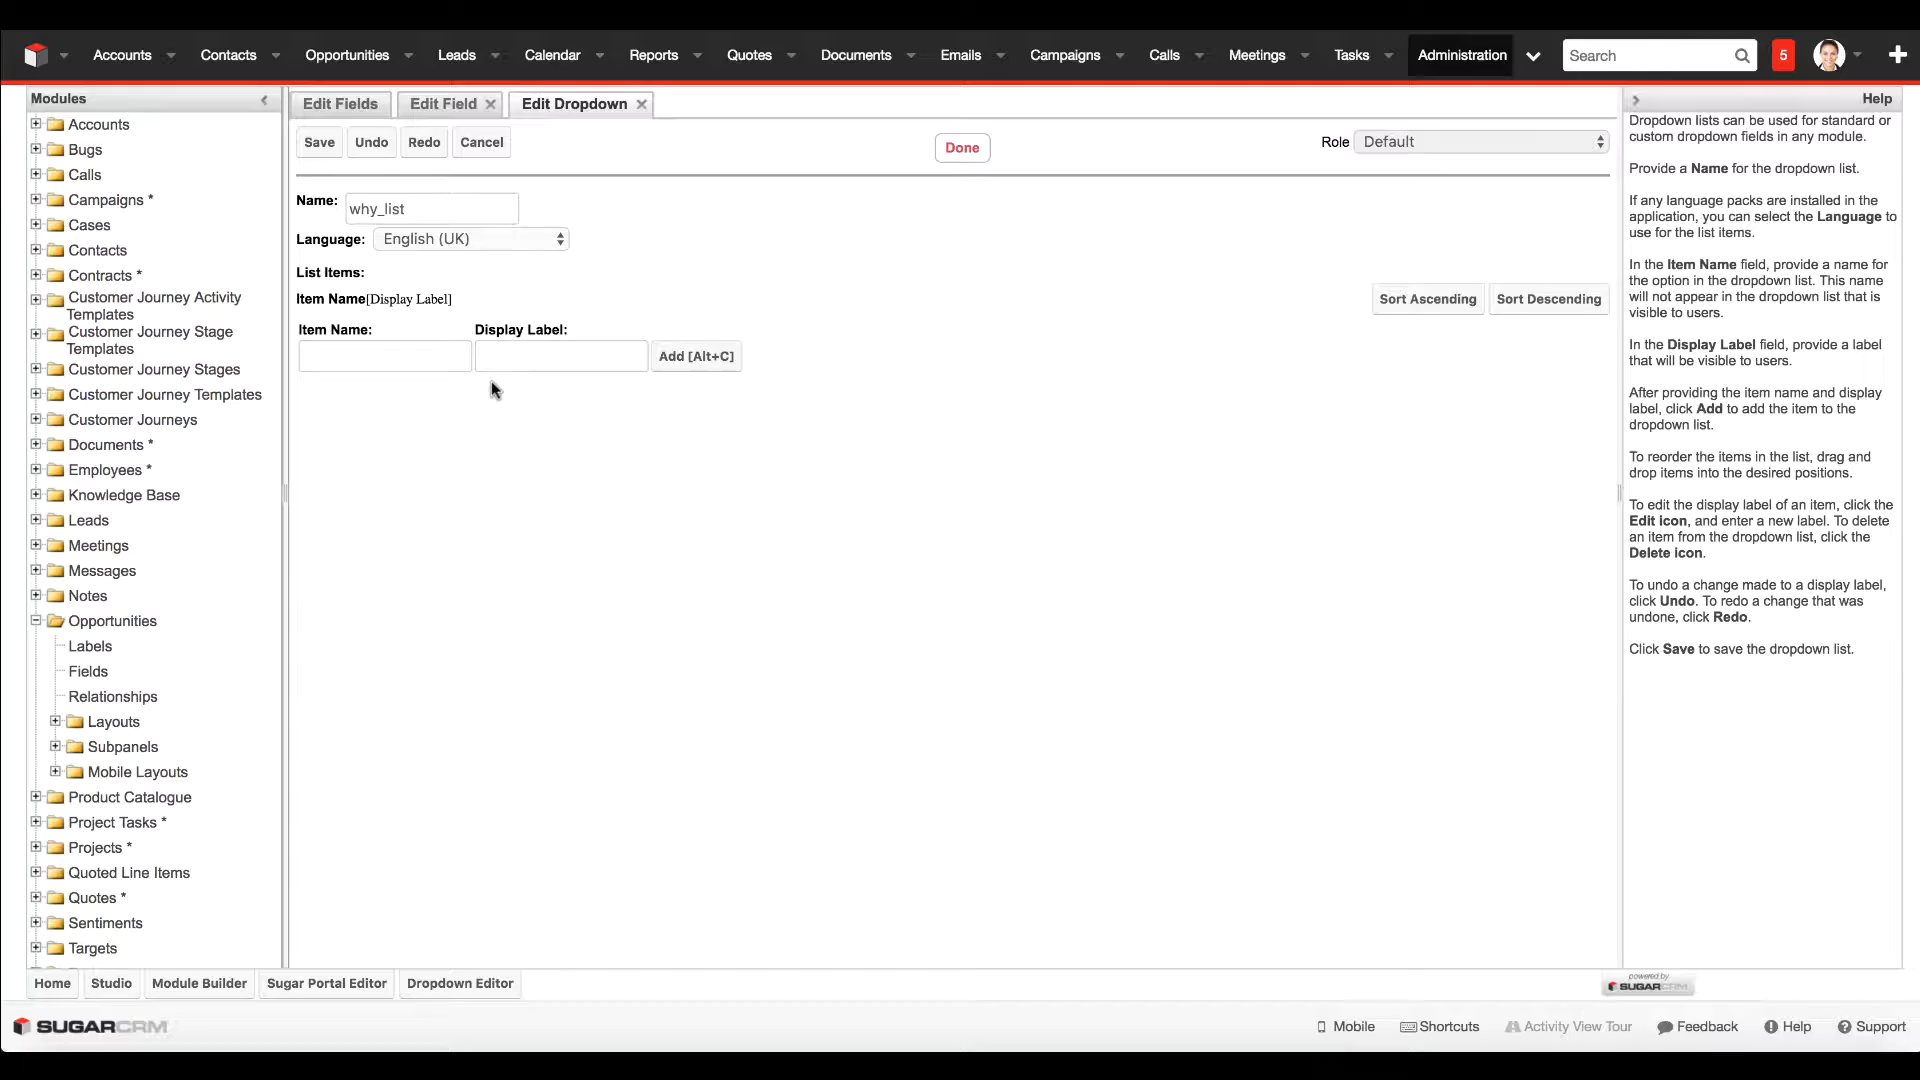 Accounts Contacts Opportunities Leads Calendar Reports Quotes Documents Emails Campaigns Calls Meetings Tasks Administration Search 5
Modules
Accounts
Bugs
Calls
Campaigns *
Cases
Contacts
Contracts *
Customer Journey Activity
Templates
Customer Journey Stage
Templates
Customer Journey Stages
Customer Journey Templates
Customer Journeys
Documents *
Employees *
Knowledge Base
Leads
Meetings
Messages
Notes
Opportunities
Labels
Fields
Relationships
Layouts
Subpanels
Mobile Layouts
Product Catalogue
Project Tasks *
Projects *
Quoted Line Items
Quotes *
Sentiments
Targets
Edit Fields Edit Field Edit Dropdown
Save Undo Redo Cancel Done Role Default
Name: why_list
Language: English (UK)
List Items:
Item Name[Display Label] Sort Ascending Sort Descending
Item Name: Display Label:
Add [Alt+C]
Help
Dropdown lists can be used for standard or
custom dropdown fields in any module.
Provide a Name for the dropdown list.
If any language packs are installed in the
application, you can select the Language to
use for the list items.
In the Item Name field, provide a name for
the option in the dropdown list. This name
will not appear in the dropdown list that is
visible to users.
In the Display Label field, provide a label
that will be visible to users.
After providing the item name and display
label, click Add to add the item to the
dropdown list.
To reorder the items in the list, drag and
drop items into the desired positions.
To edit the display label of an item, click the
Edit icon, and enter a new label. To delete
an item from the dropdown list, click the
Delete icon.
To undo a change made to a display label,
click Undo. To redo a change that was
undone, click Redo.
Click Save to save the dropdown list.
Home Studio Module Builder Sugar Portal Editor Dropdown Editor
powered by
SUGARCRM
SUGARCRM Mobile Shortcuts Activity View Tour Feedback Help Support